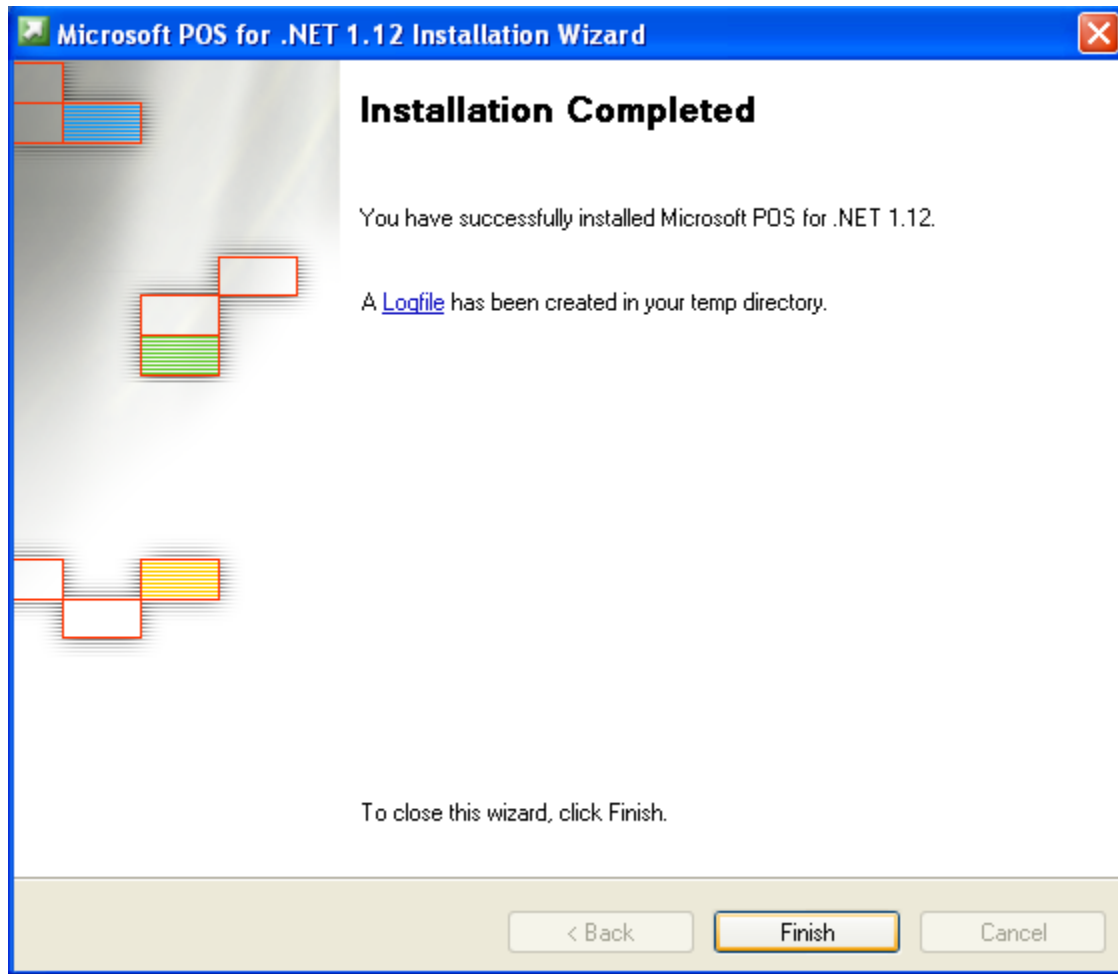 Microsoft POS for .NET 1.12 Installation Wizard
Installation Completed
You have successfully installed Microsoft POS for .NET 1.12.
A Logfile has been created in your temp directory.
To close this wizard, click Finish.
< Back
Finish
Cancel